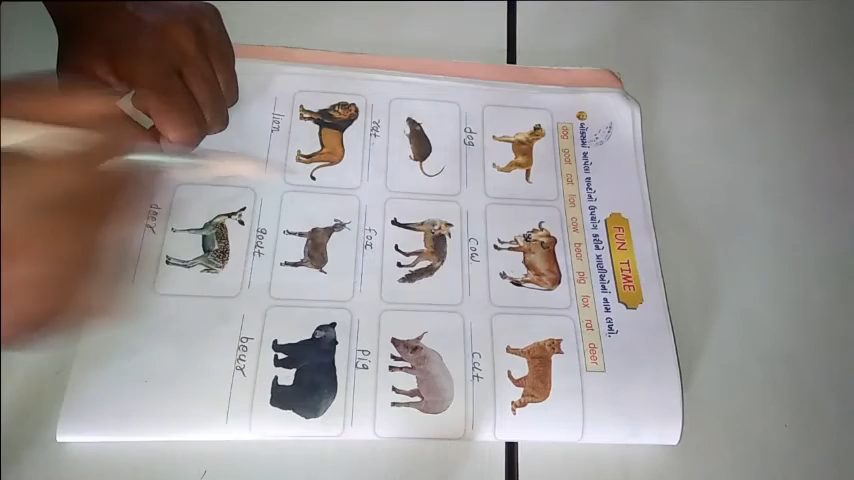 FUN TIME
dog goat cat lion cow bear pig fox rat deer
dog cow cat
rat fox pig
lion goat bear
deer